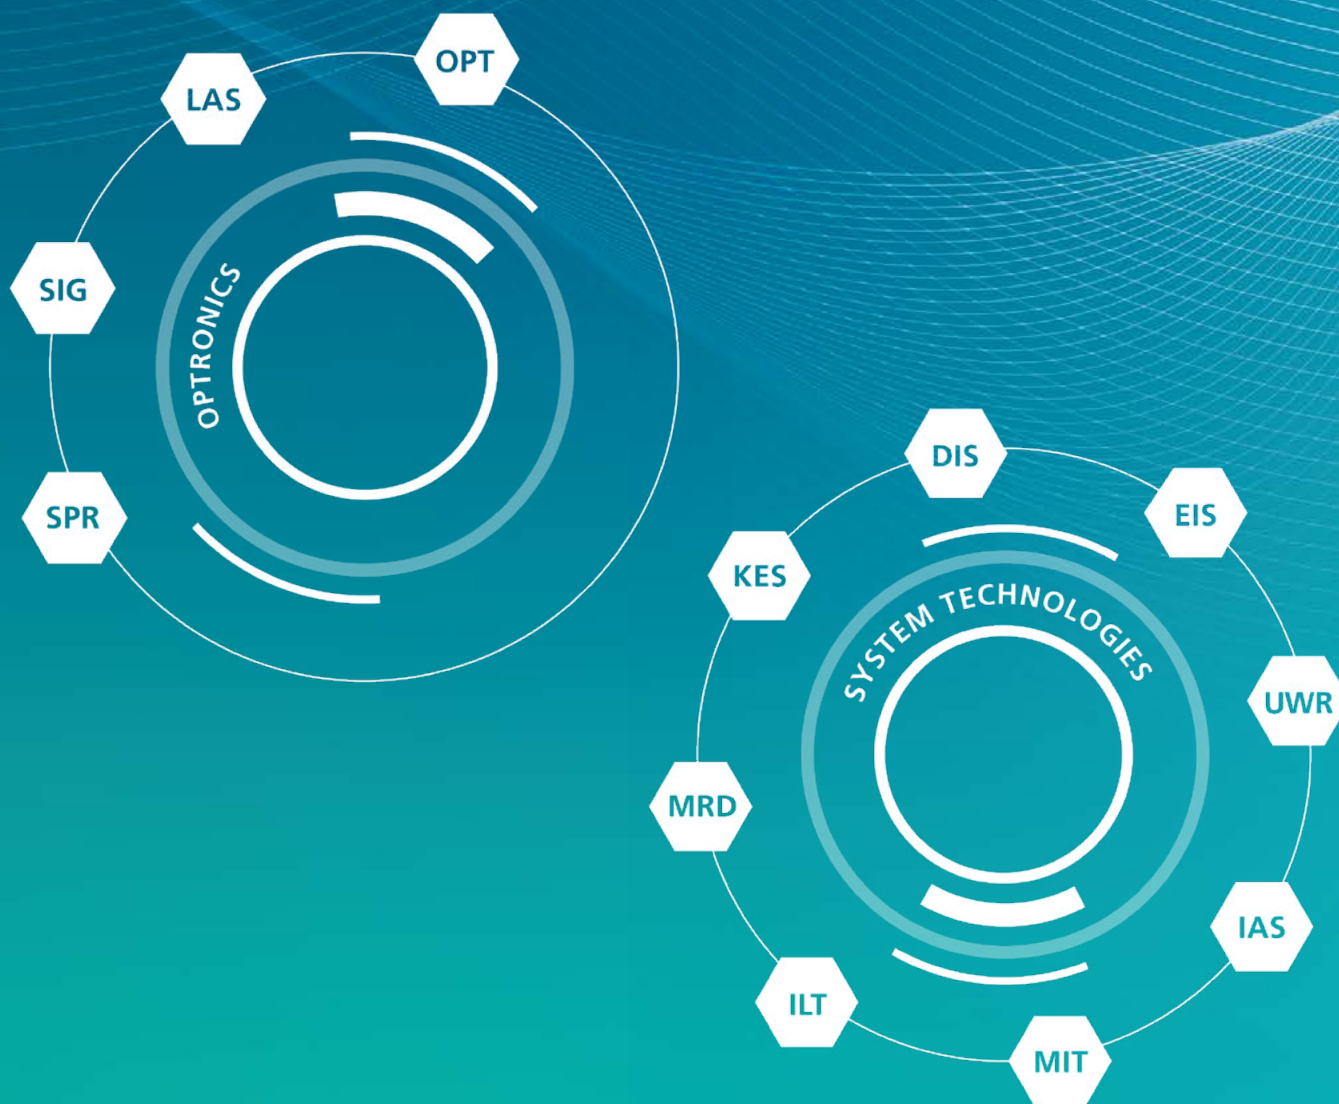 OPT
LAS
SIG
OPTRONICS
SPR
DIS
EIS
KES
SYSTEM TECHNOLOGIES
UWR
MRD
IAS
ILT
MIT